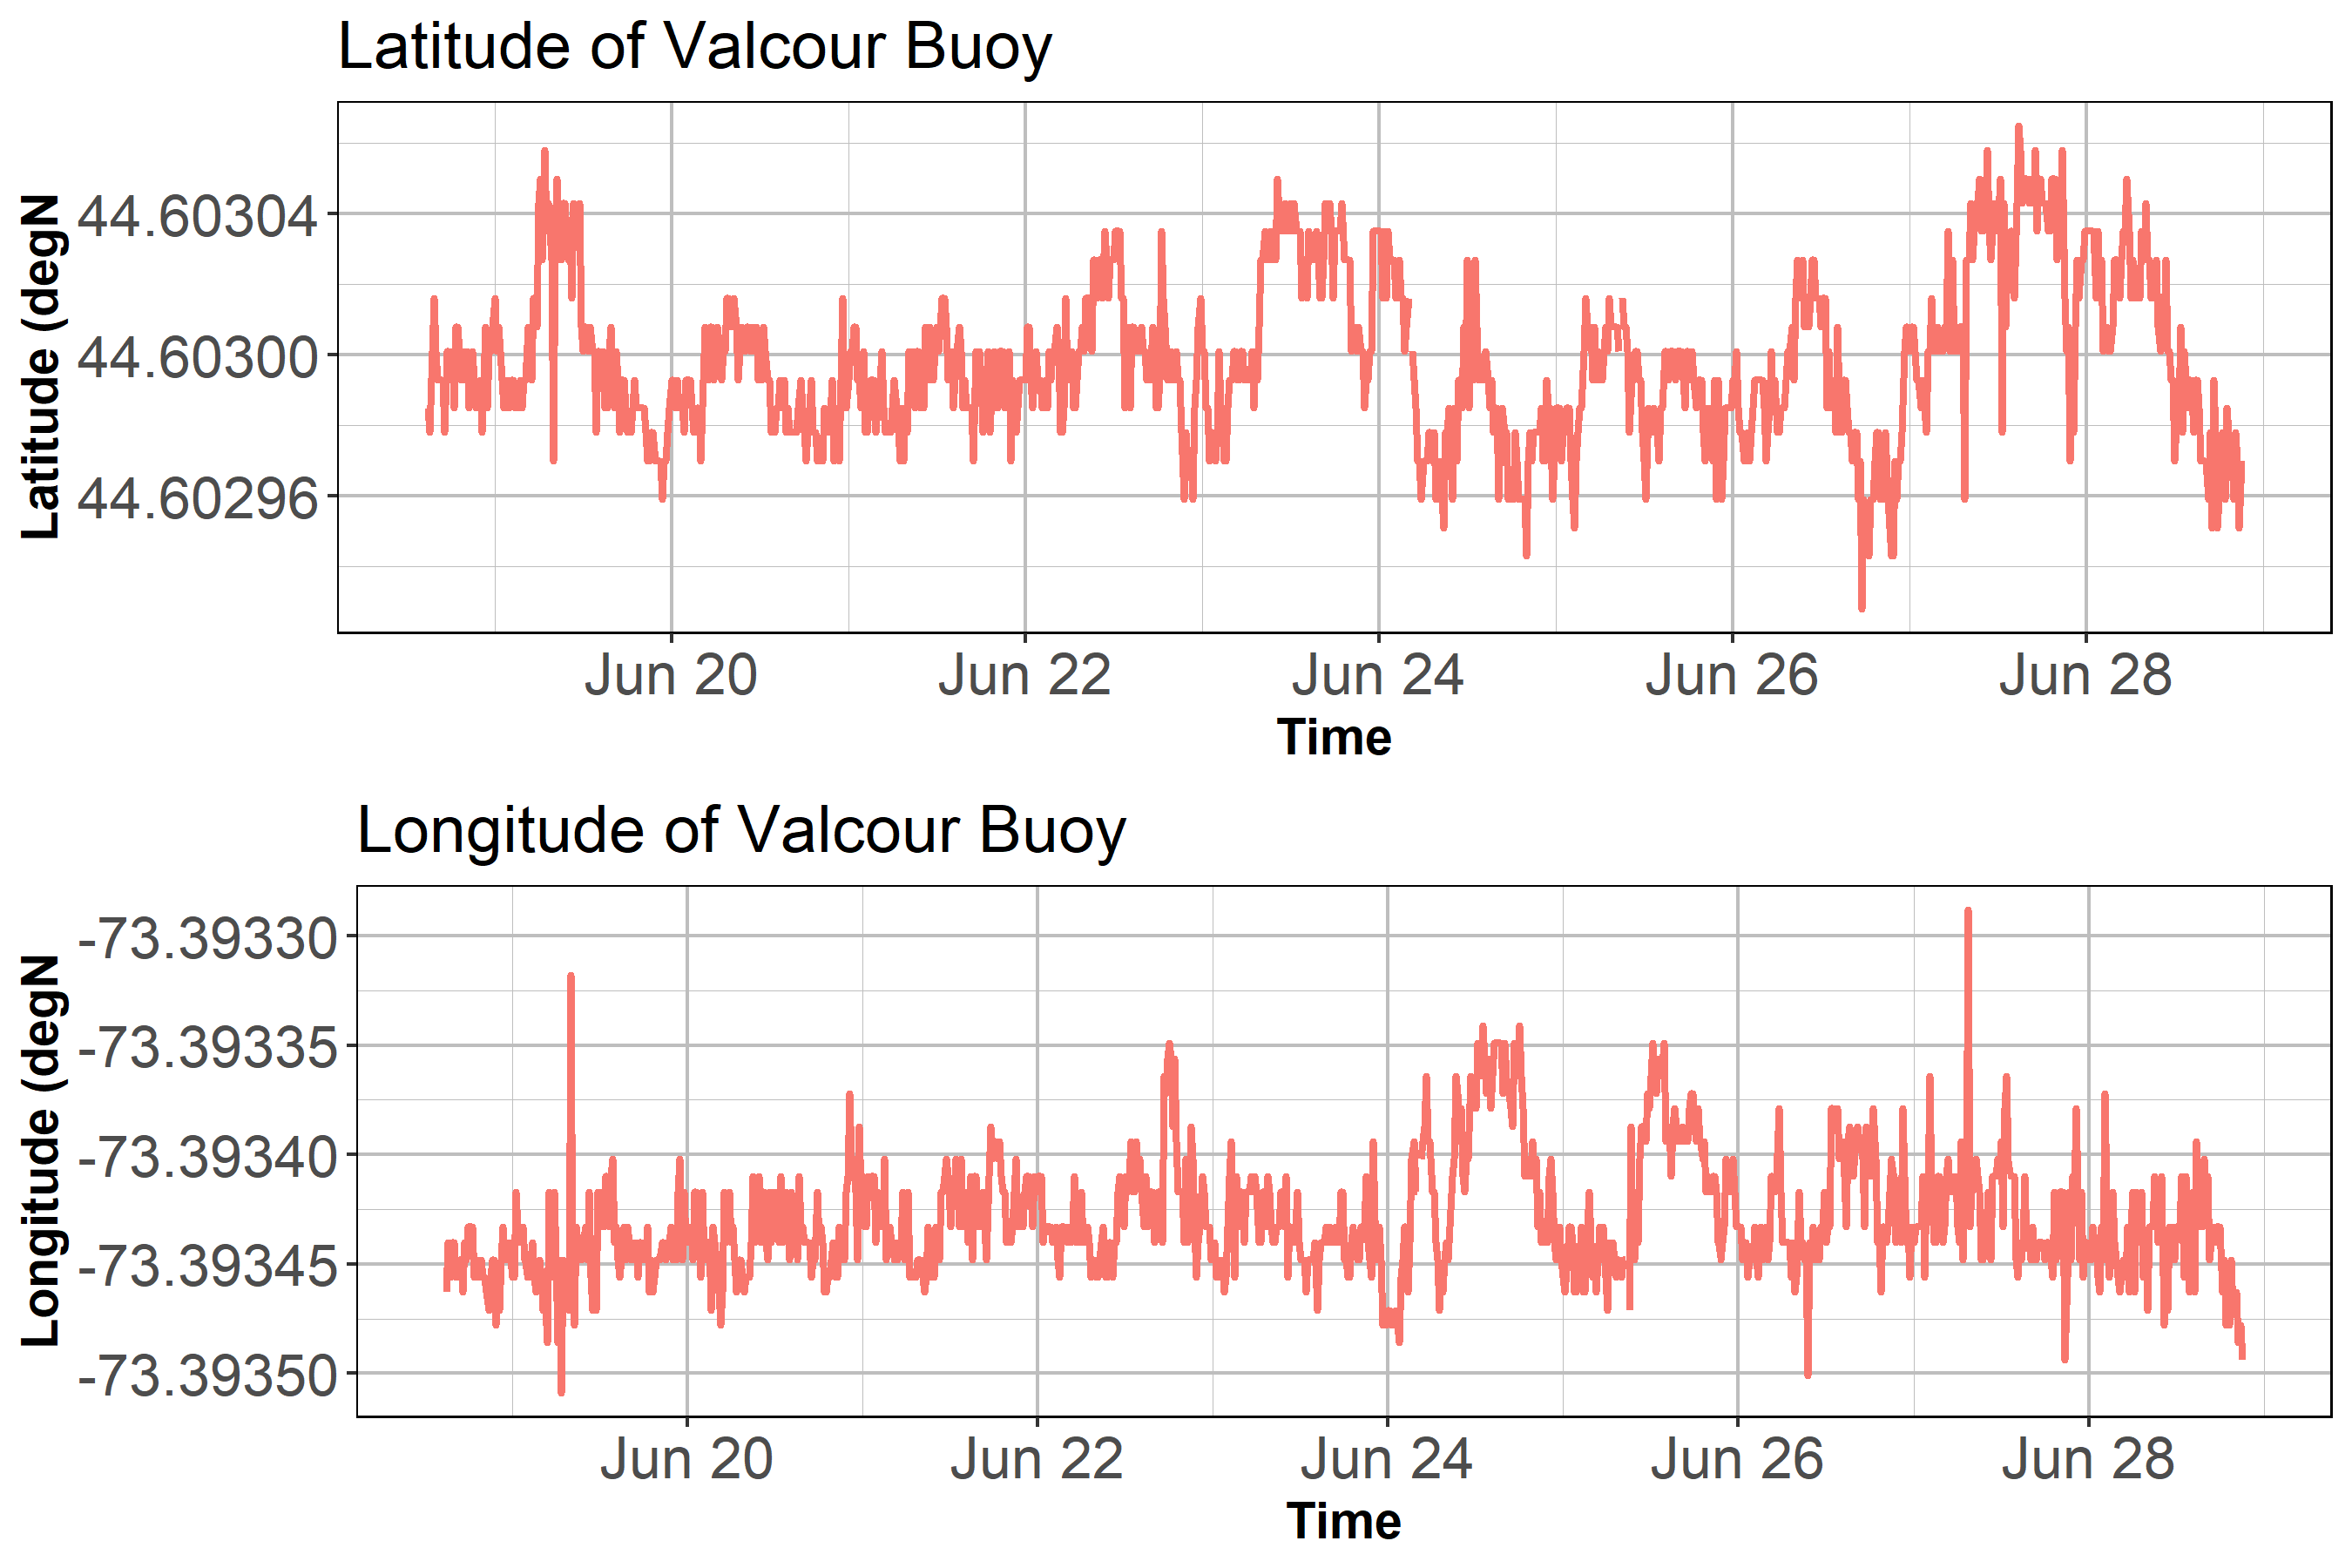 Latitude of Valcour Buoy
Latitude (degN
44.60304
44.60300
44.60296
Jun 20 Jun 22 Jun 24 Jun 26 Jun 28
Time
Longitude of Valcour Buoy
Longitude (degN
-73.39330
-73.39335
-73.39340
-73.39345
-73.39350
Jun 20 Jun 22 Jun 24 Jun 26 Jun 28
Time